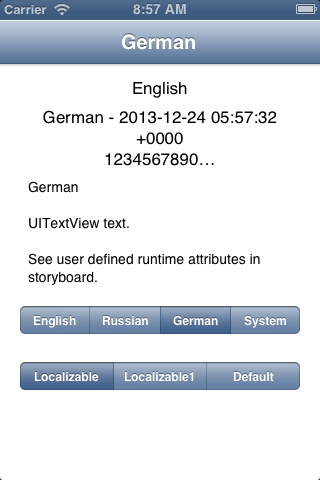 Carrier 8:57 AM
German
English
German - 2013-12-24 05:57:32
+0000
1234567890…
German
UITextView text.
See user defined runtime attributes in
storyboard.
English Russian German System
Localizable Localizable1 Default